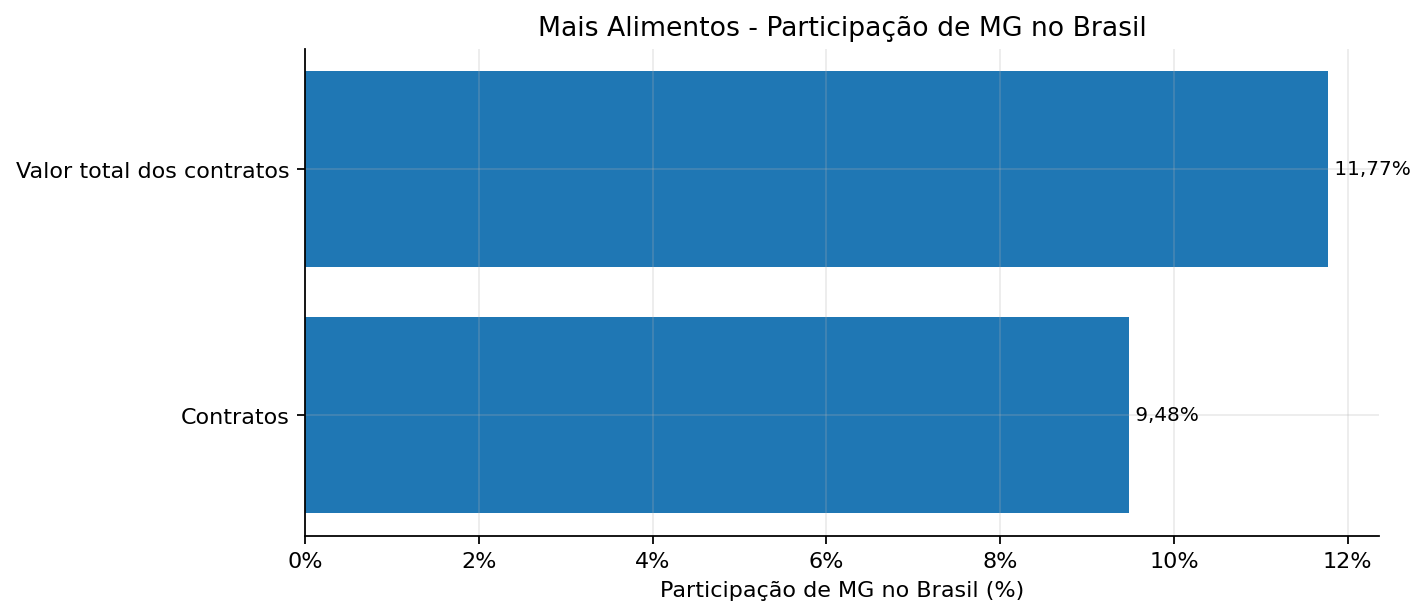 Mais Alimentos - Participação de MG no Brasil
Valor total dos contratos
11,77%
Contratos
9,48%
0% 2% 4% 6% 8% 10% 12%
Participação de MG no Brasil (%)